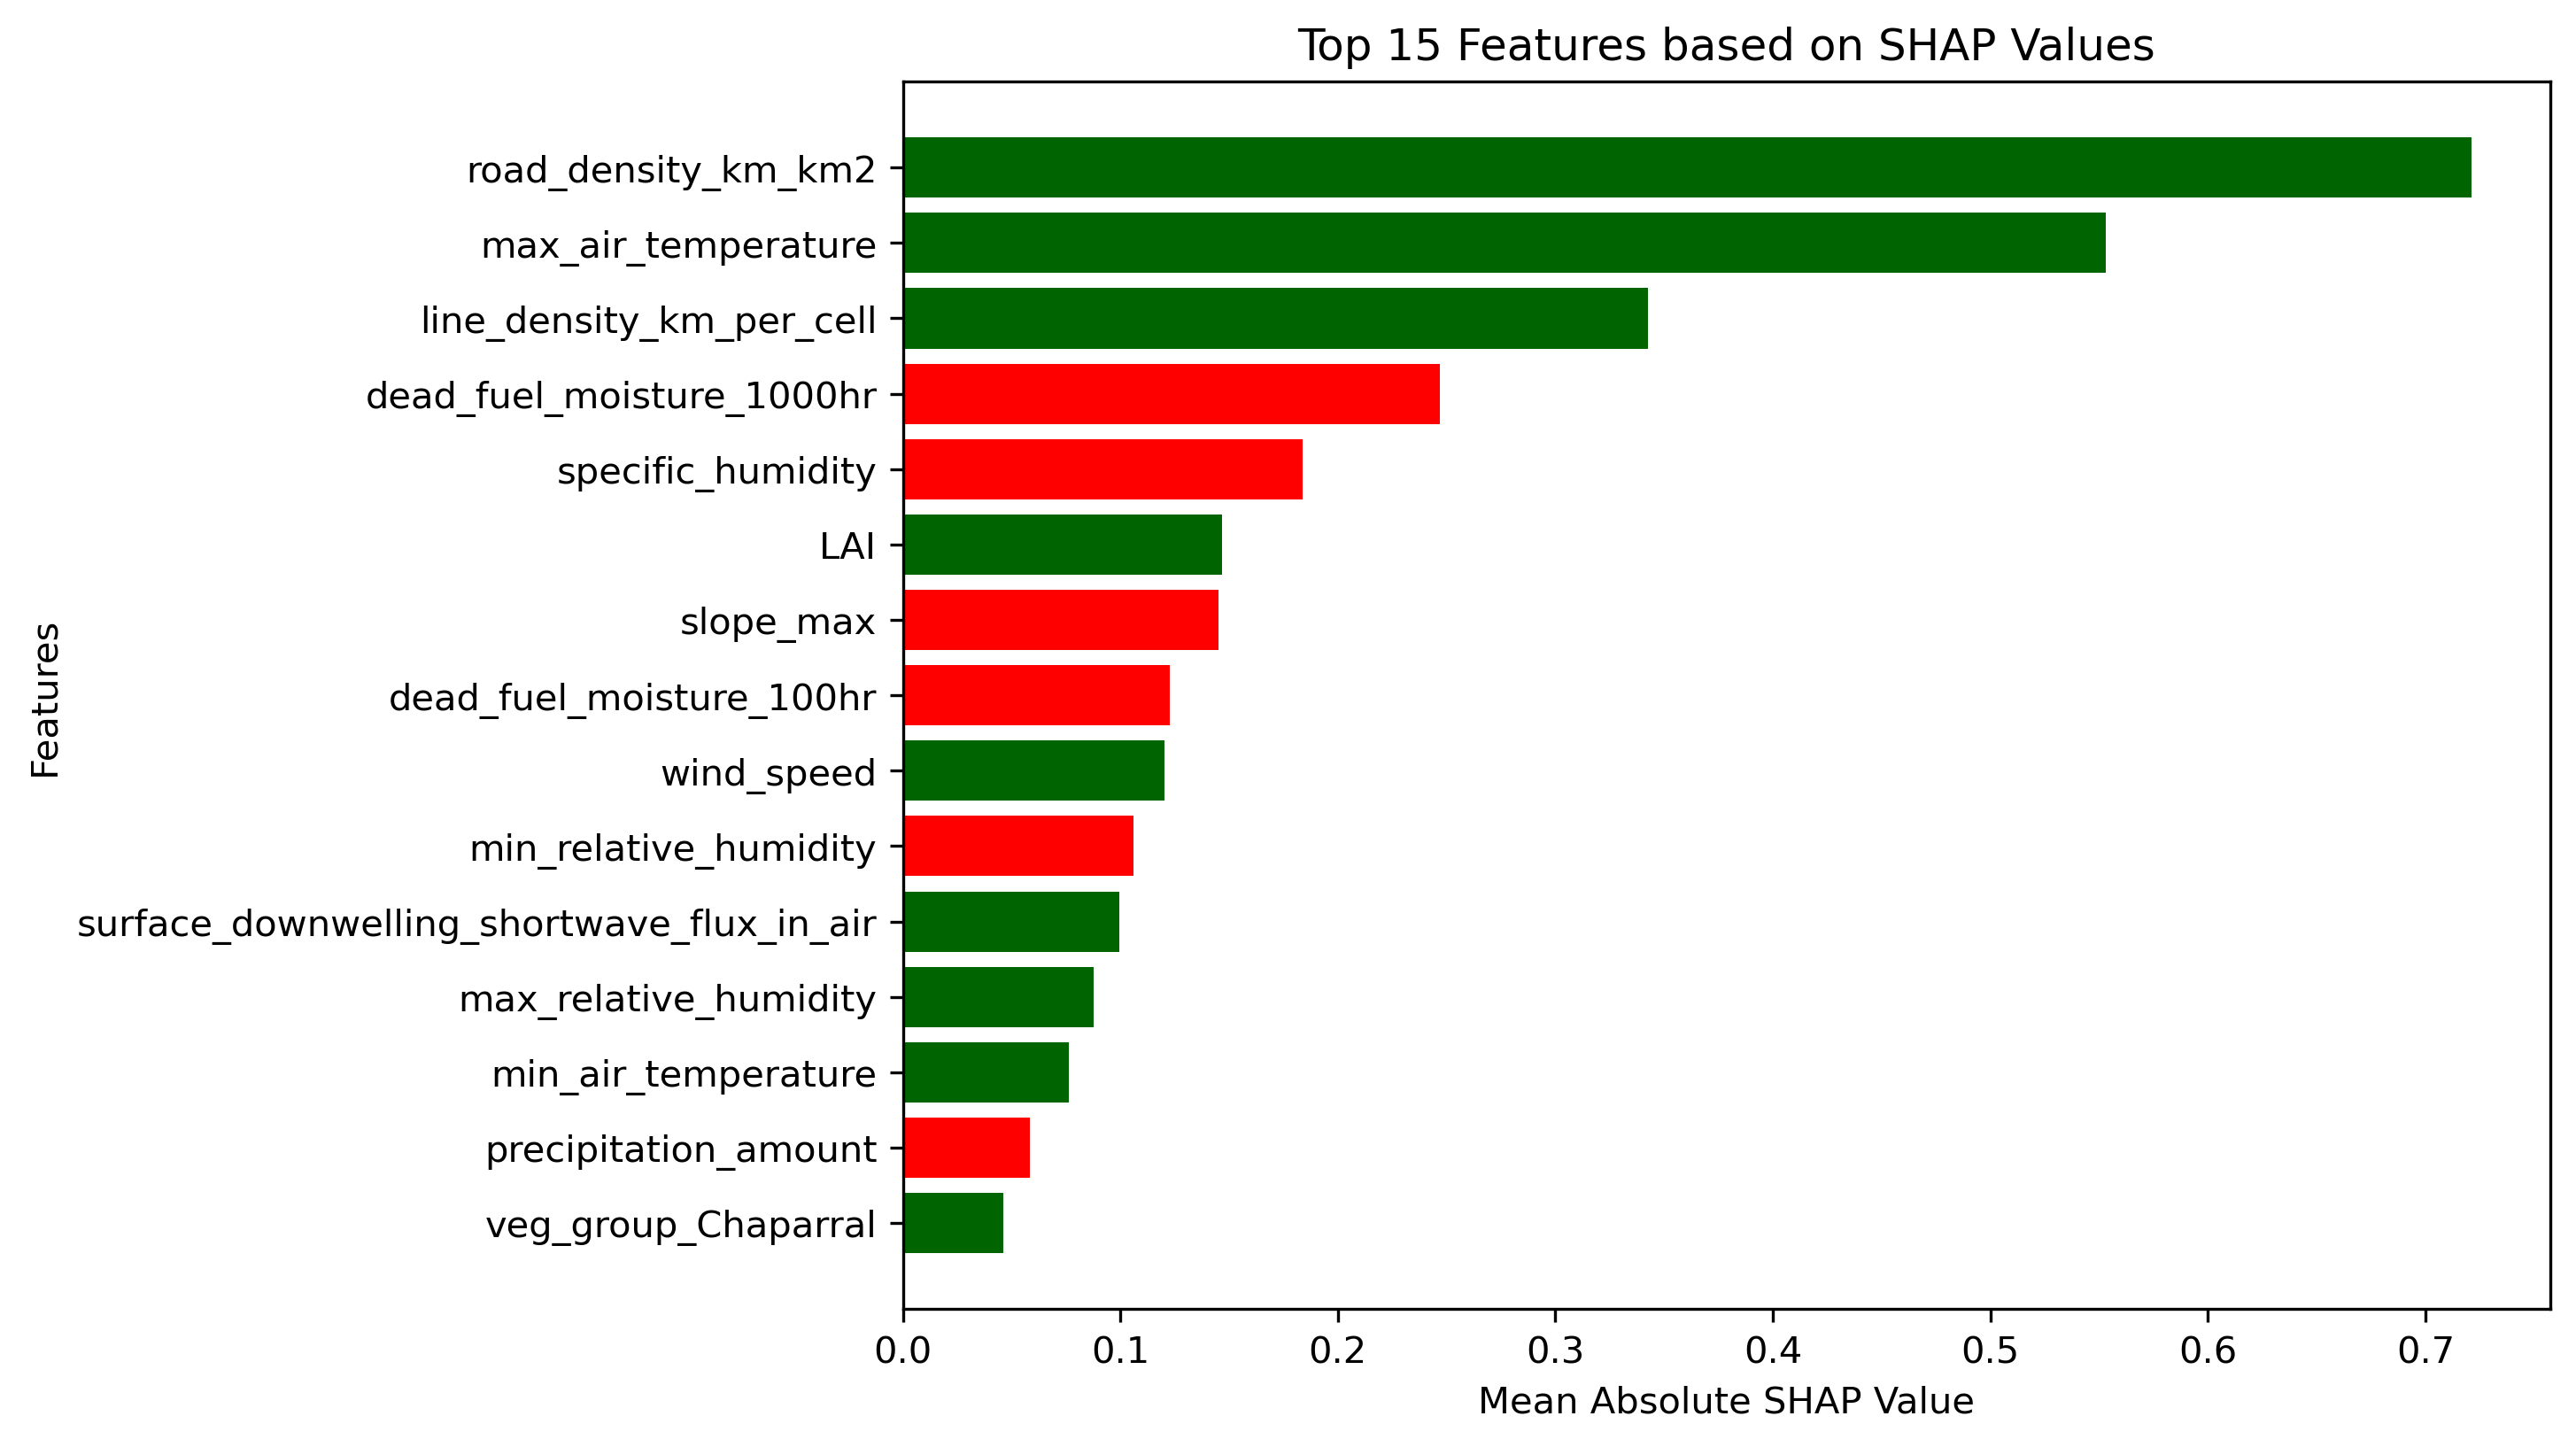 Top 15 Features based on SHAP Values
Features
road_density_km_km2
max_air_temperature
line_density_km_per_cell
dead_fuel_moisture_1000hr
specific_humidity
LAI
slope_max
dead_fuel_moisture_100hr
wind_speed
min_relative_humidity
surface_downwelling_shortwave_flux_in_air
max_relative_humidity
min_air_temperature
precipitation_amount
veg_group_Chaparral
0.0 0.1 0.2 0.3 0.4 0.5 0.6 0.7
Mean Absolute SHAP Value